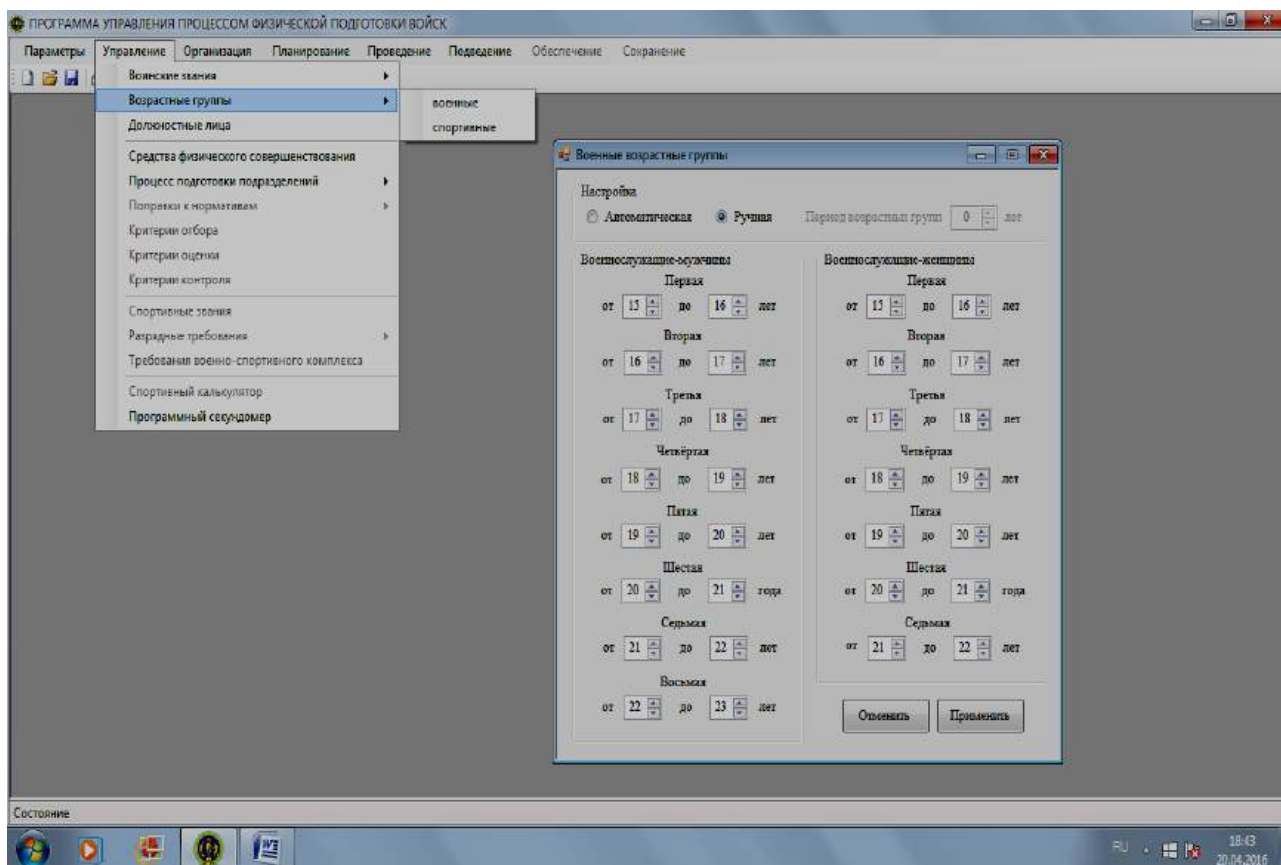 ПРОГРАММА УПРАВЛЕНИЯ ПРОЦЕССОМ ФИЗИЧЕСКОЙ ПОДГОТОВКИ ВОЙСК
Параметры Управление Организация Планирование Проведение Подведение Обеспечение Сохранение
Воинские звания
Возрастные группы
Должностные лица
Средства физического совершенствования
Процесс подготовки подразделений
Поправки к нормативам
Критерии отбора
Критерии оценки
Критерии контроля
Спортивные звания
Разрядные требования
Требования военно-спортивного комплекса
Спортивный калькулятор
Программный секундомер
военные
спортивные
Военные возрастные группы
Настройка
Автоматическая Ручная Период возрастных групп 0 лет
Военнослужащие-мужчины
Первая
от 15 до 16 лет
Вторая
от 16 до 17 лет
Третья
от 17 до 18 лет
Четвёртая
от 18 до 19 лет
Пятая
от 19 до 20 лет
Шестая
от 20 до 21 года
Седьмая
от 21 до 22 лет
Восьмая
от 22 до 23 лет
Военнослужащие-женщины
Первая
от 15 до 16 лет
Вторая
от 16 до 17 лет
Третья
от 17 до 18 лет
Четвёртая
от 18 до 19 лет
Пятая
от 19 до 20 лет
Шестая
от 20 до 21 года
Седьмая
от 21 до 22 лет
Отменить Применить
Состояние
RU 18:43
20.04.2016